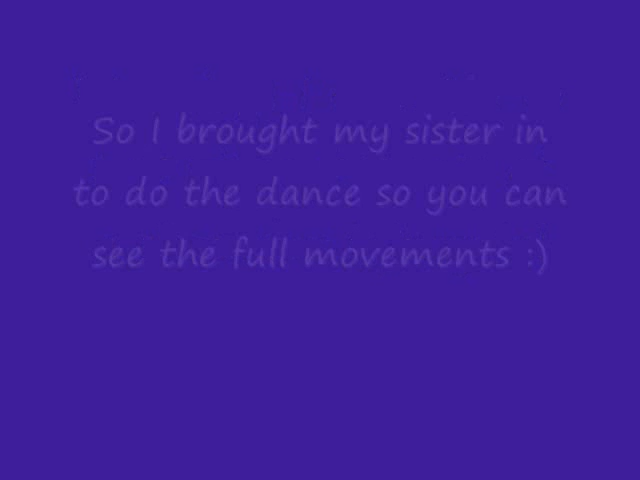 So I brought my sister in
to do the dance so you can
see the full movements :)